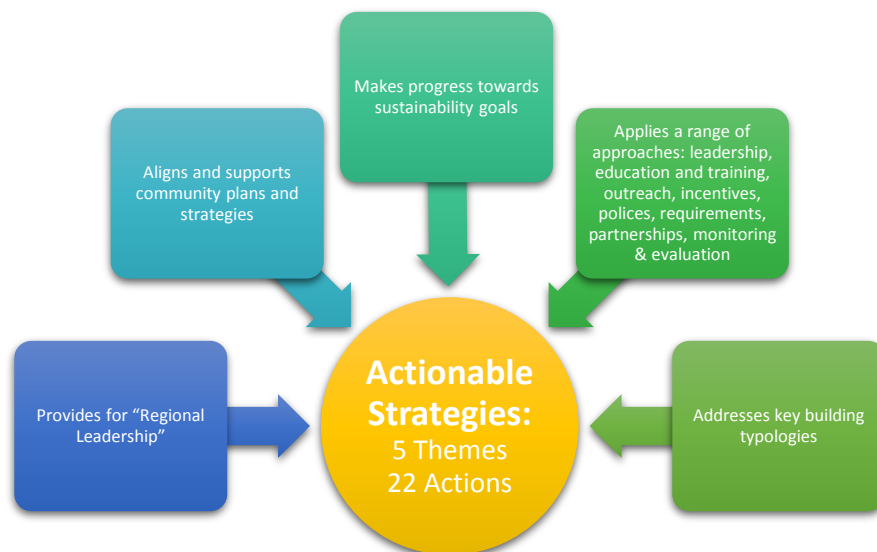 Makes progress towards
sustainability goals
Aligns and supports
community plans and
strategies
Applies a range of
approaches: leadership,
education and training,
outreach, incentives,
polices, requirements,
partnerships, monitoring
& evaluation
Provides for “Regional
Leadership”
Actionable
Strategies:
5 Themes
22 Actions
Addresses key building
typologies